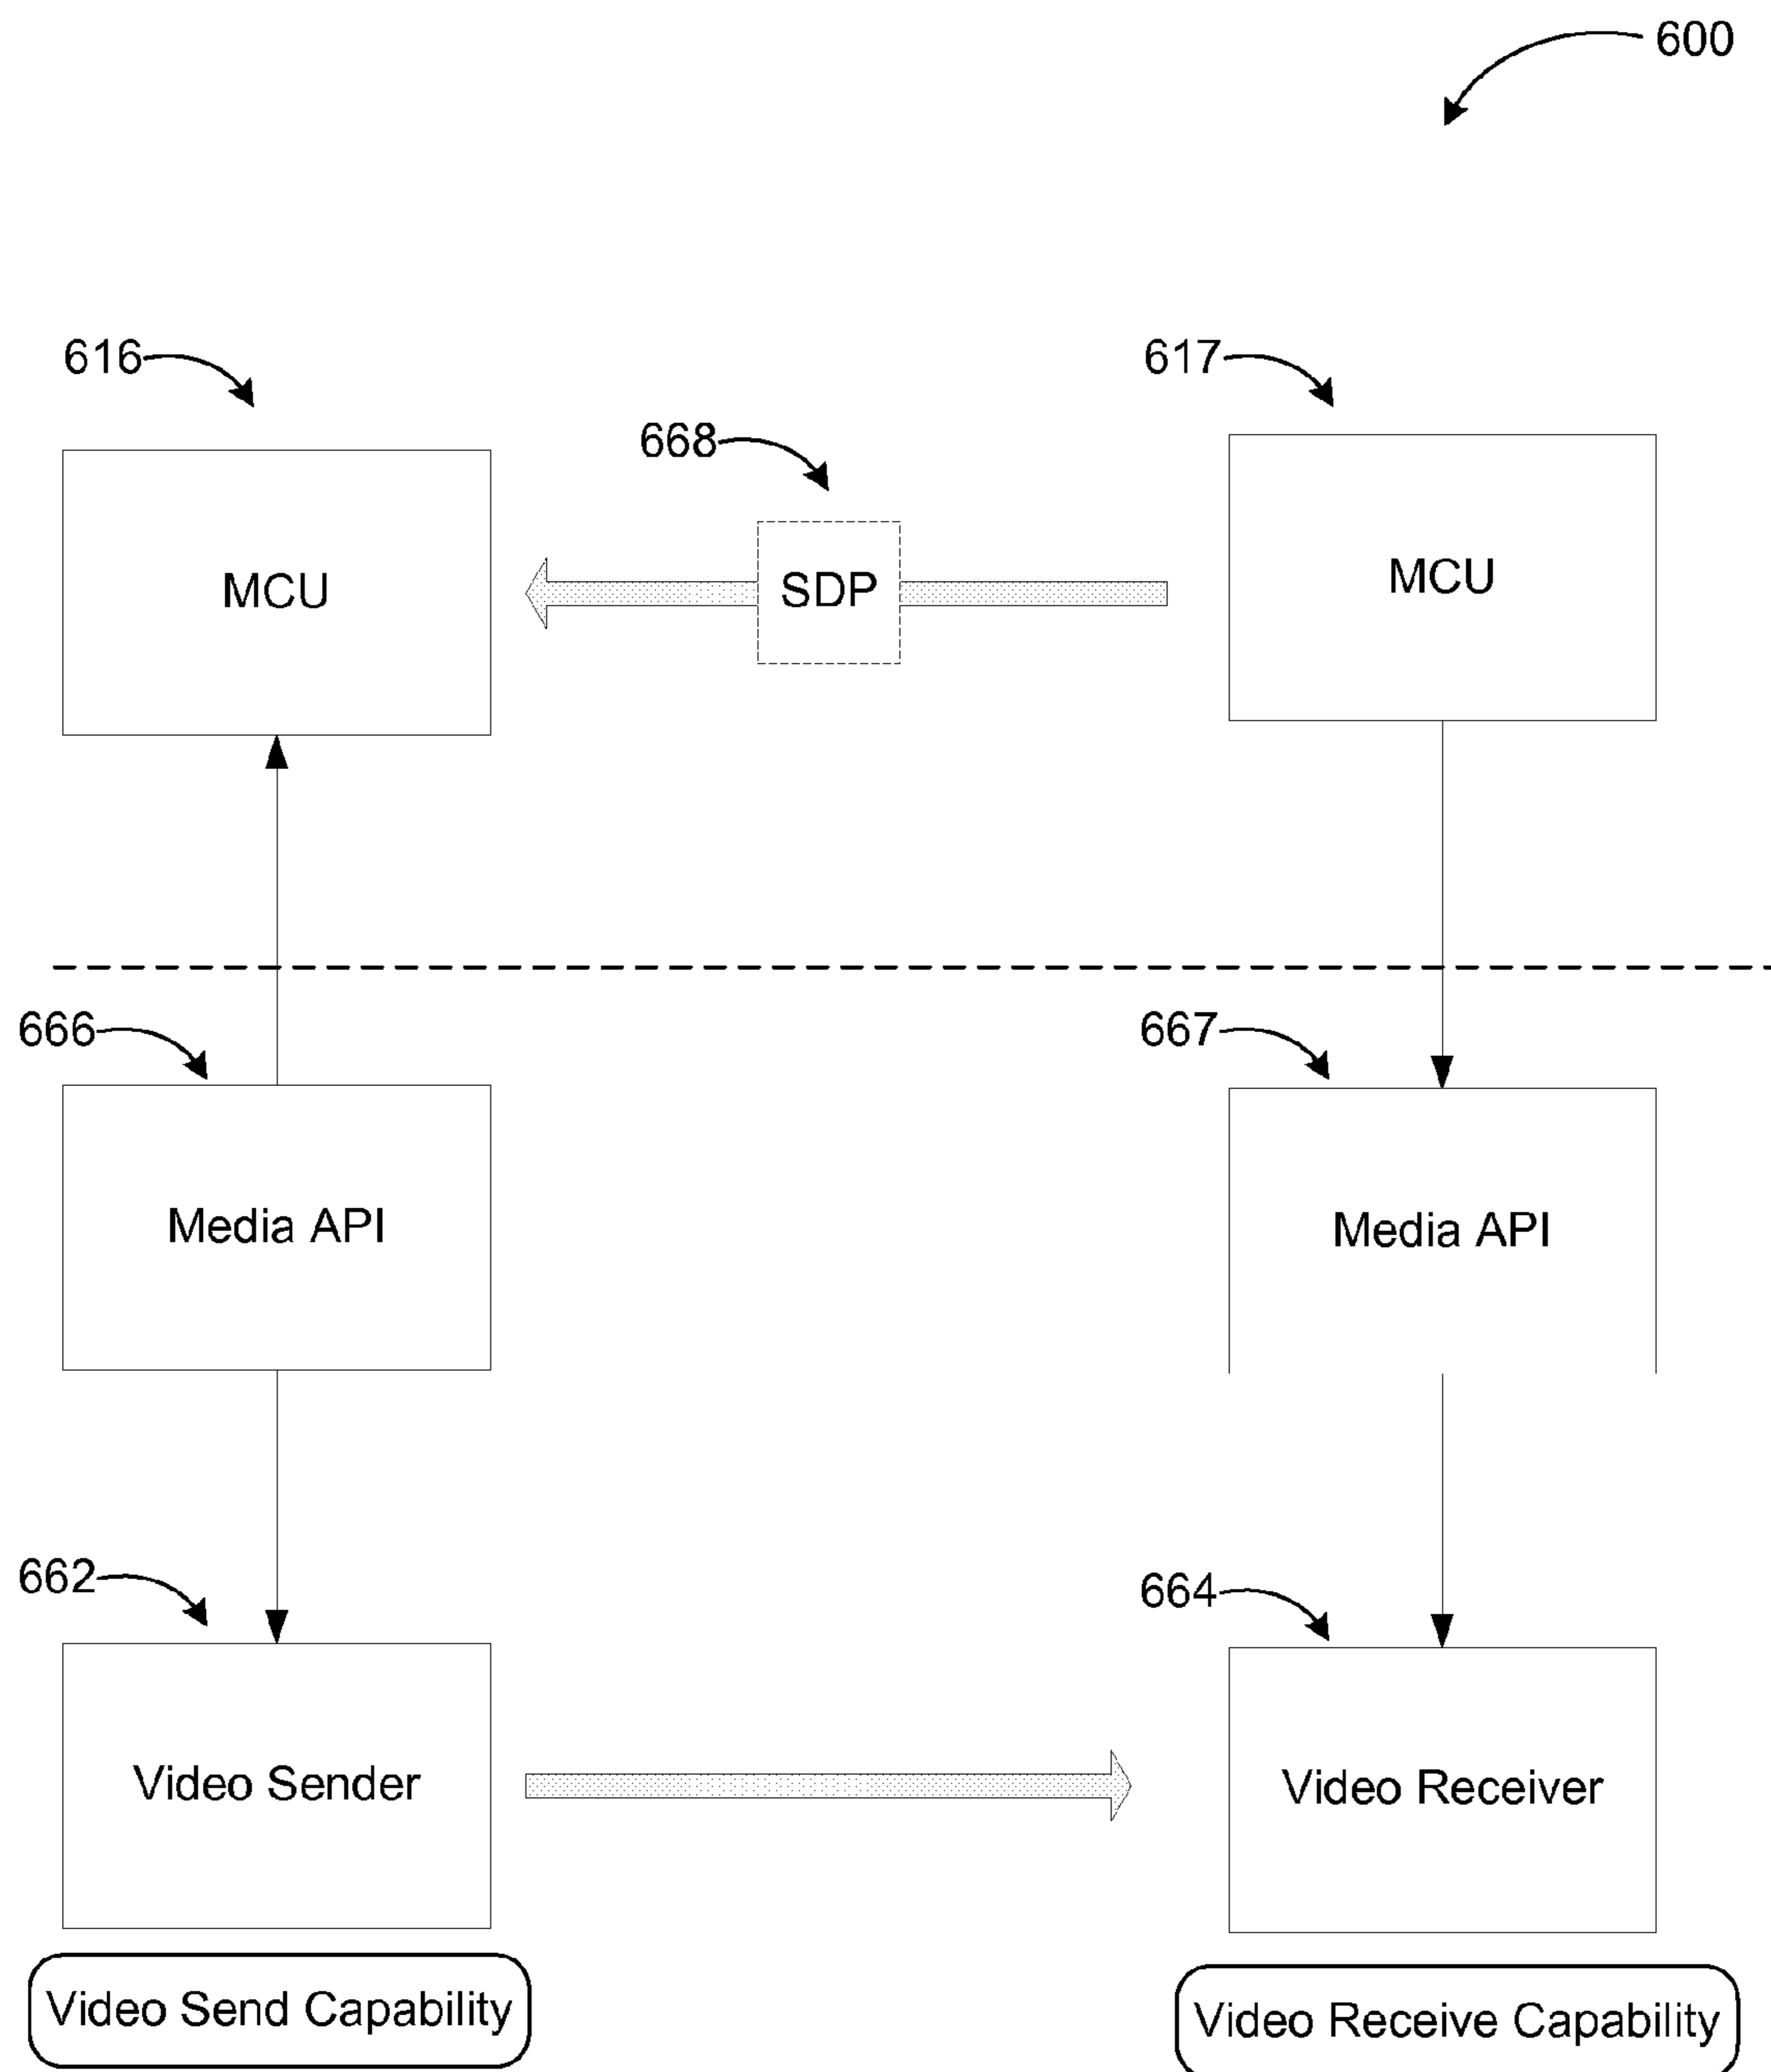 600
616
617
668
MCU
SDP
MCU
666
667
Media API
Media API
662
664
Video Sender
Video Receiver
Video Send Capability
Video Receive Capability